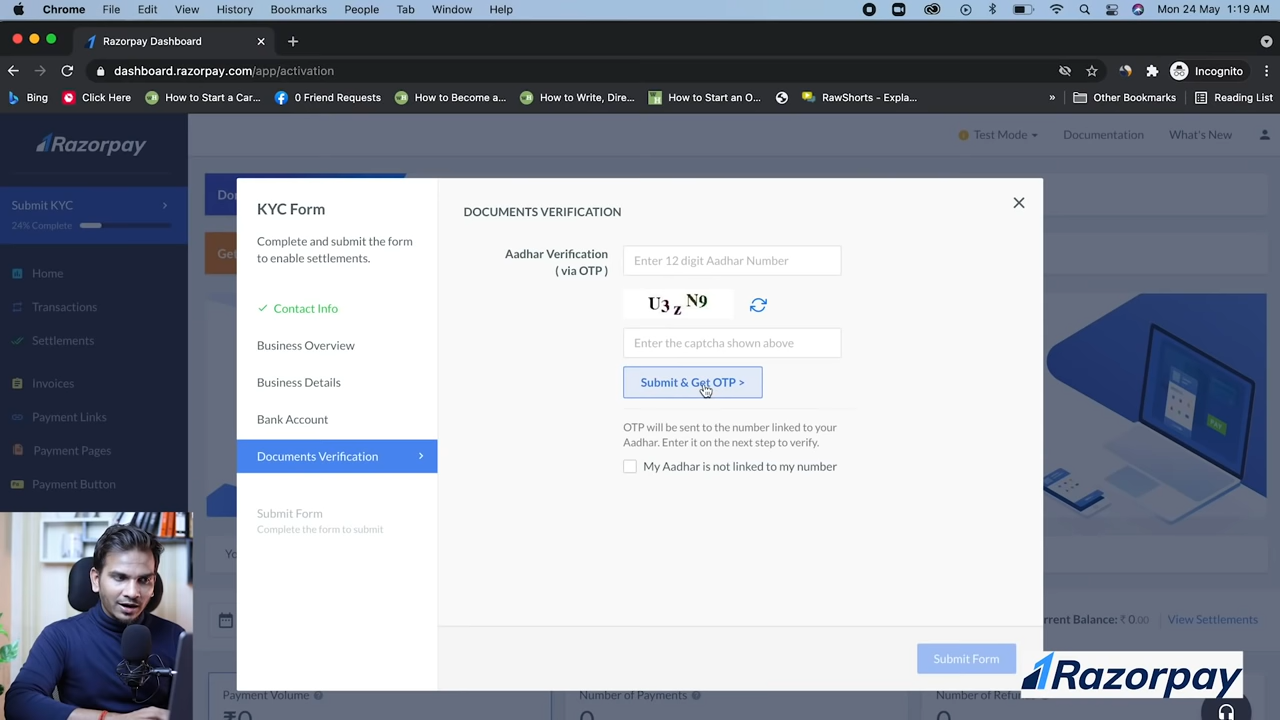 Chrome File Edit View History Bookmarks People Tab Window Help Mon 24 May 1:19 AM
Razorpay Dashboard
dashboard.razorpay.com/app/activation Incognito
Bing Click Here How to Start a Car... 0 Friend Requests How to Become a... How to Write, Dire... How to Start an O... RawShorts - Expla... » Other Bookmarks Reading List
Razorpay
Test Mode Documentation What's New
Submit KYC
24% Complete
Home
Transactions
Settlements
Invoices
Payment Links
Payment Pages
Payment Button
KYC Form
Complete and submit the form
to enable settlements.
Contact Info
Business Overview
Business Details
Bank Account
Documents Verification
Submit Form
Complete the form to submit
DOCUMENTS VERIFICATION
Aadhar Verification
( via OTP )
Enter 12 digit Aadhar Number
U3zN9
Enter the captcha shown above
Submit & Get OTP >
OTP will be sent to the number linked to your
Aadhar. Enter it on the next step to verify.
My Aadhar is not linked to my number
Submit Form
rrent Balance: ₹ 0.00 View Settlements
Payment Volume
₹0
Number of Payments
0
Number of Refun
0
Razorpay